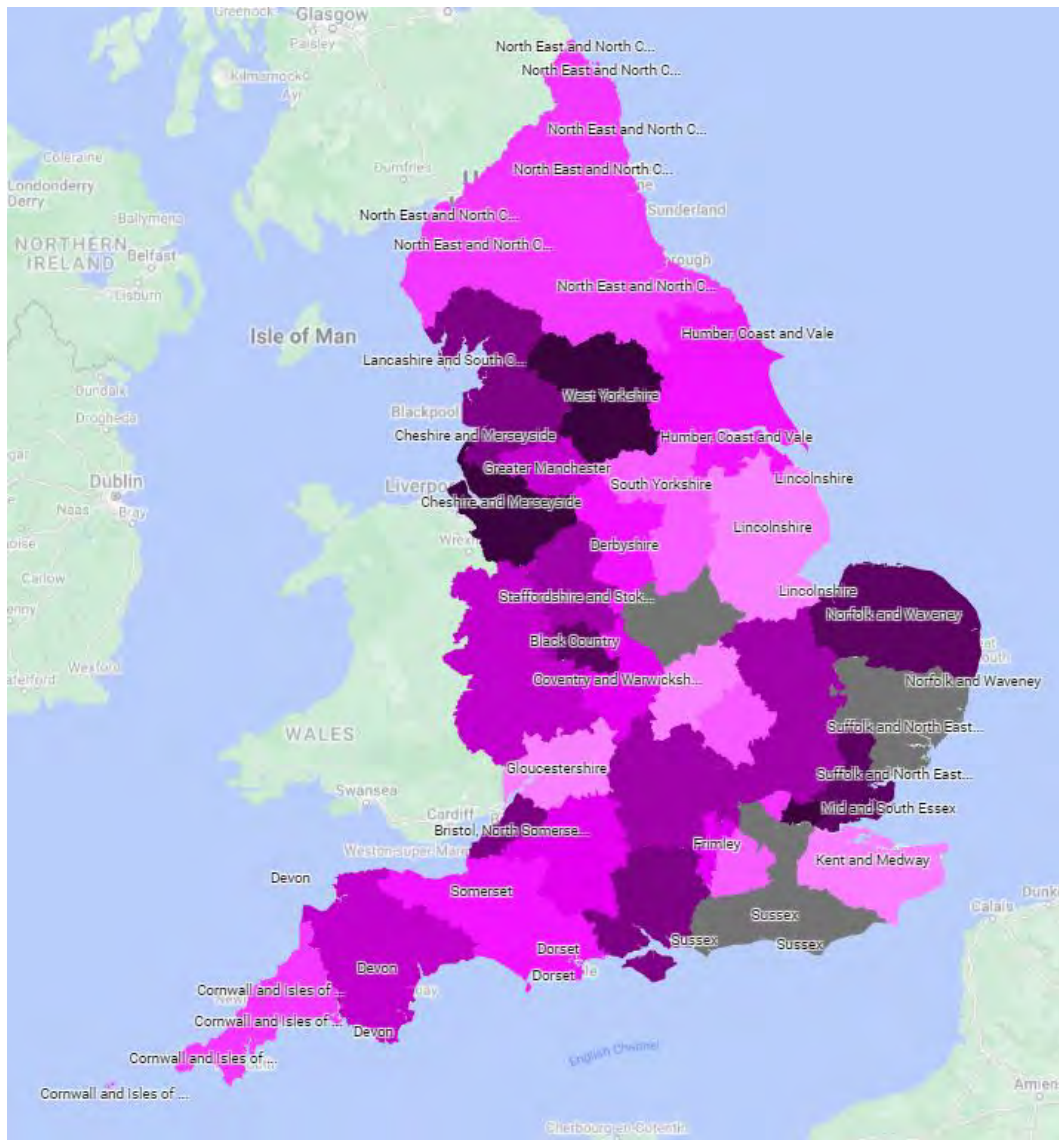 Greenock
Glasgow
Paisley
North East and North C...
North East and North C...
Kilmarnock
Ayr
North East and North C...
Coleraine
Dumfries
North East and North C...
Londonderry
Derry
Ballymena
North East and North C...
Sunderland
NORTHERN
IRELAND
Belfast
North East and North C...
rough
Lisburn
North East and North C...
Isle of Man
Humber, Coast and Vale
Lancashire and South C...
Dundalk
West Yorkshire
Blackpool
Drogheda
Cheshire and Merseyside
Humber, Coast and Vale
Greater Manchester
Dublin
Liverpool
South Yorkshire
Lincolnshire
Naas
Bray
Cheshire and Merseyside
Lincolnshire
Wrex
Derbyshire
Carlow
Staffordshire and Stok...
Lincolnshire
Norfolk and Waveney
Black Country
Wexford
outh
Coventry and Warwicksh...
Norfolk and Waveney
WALES
Suffolk and North East...
Gloucestershire
Suffolk and North East...
Swansea
Cardiff
Mid and South Essex
Bristol, North Somerse...
Weston-super-Mare
Frimley
Kent and Medway
Devon
Somerset
Calais
Dunke
Sussex
Sussex
Sussex
Dorset
Devon
Dorset
Cornwall and Isles of ...
Cornwall and Isles of ...
Devon
Cornwall and Isles of ...
English Channel
Cornwall and Isles of ...
Amiens
Cherbourg-en-Cotentin